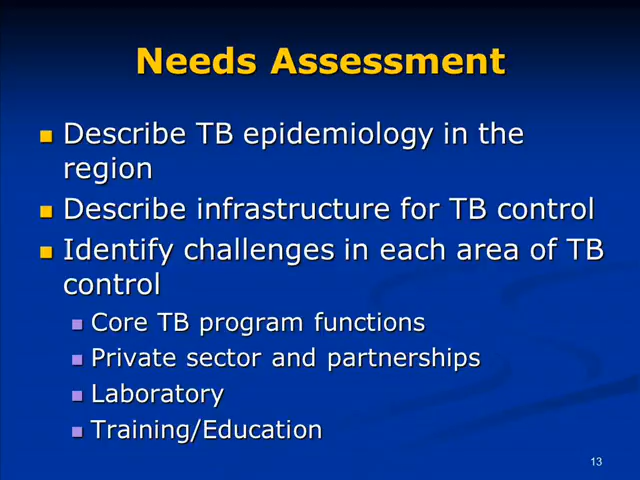 Needs Assessment
Describe TB epidemiology in the
region
Describe infrastructure for TB control
Identify challenges in each area of TB
control
Core TB program functions
Private sector and partnerships
Laboratory
Training/Education
13